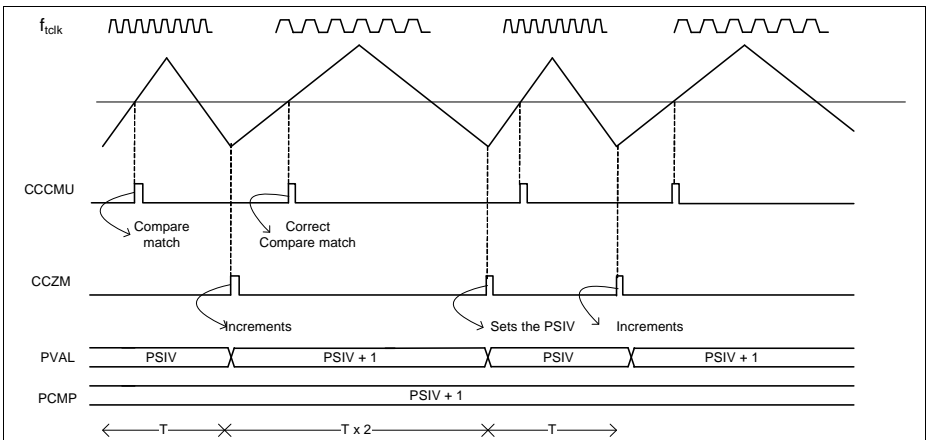 ftclk
CCCMU
Compare
match
Correct
Compare match
CCZM
Increments
Sets the PSIV
Increments
PVAL
PSIV
PSIV + 1
PSIV
PSIV + 1
PCMP
PSIV + 1
T
T x 2
T